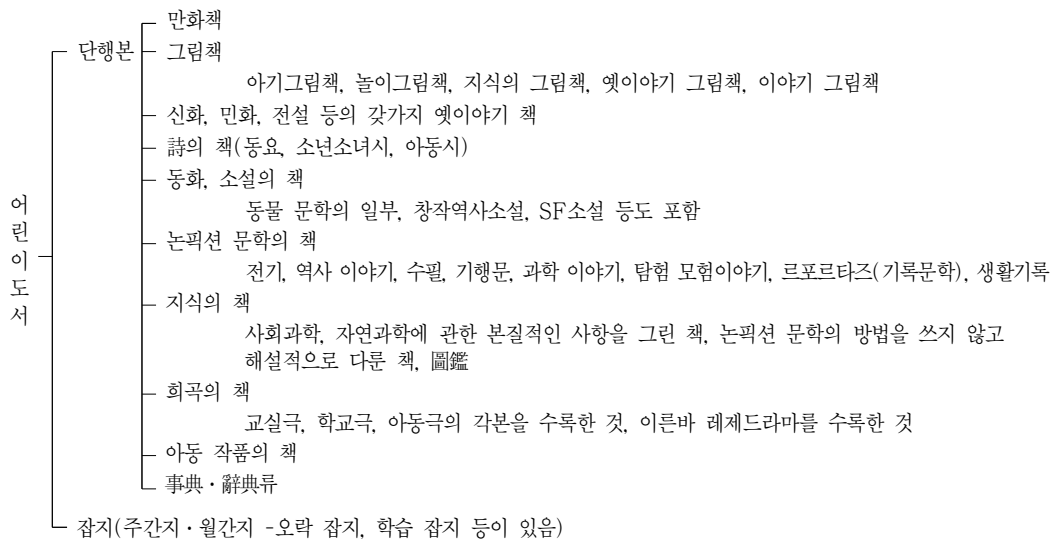 만화책
단행본
그림책
아기그림책, 놀이그림책, 지식의 그림책, 옛이야기 그림책, 이야기 그림책
신화, 민화, 전설 등의 갖가지 옛이야기 책
詩의 책(동요, 소년소녀시, 아동시)
동화, 소설의 책
동물 문학의 일부, 창작역사소설, SF소설 등도 포함
어린이도서
논픽션 문학의 책
전기, 역사 이야기, 수필, 기행문, 과학 이야기, 탐험 모험이야기, 르포르타즈(기록문학), 생활기록
지식의 책
사회과학, 자연과학에 관한 본질적인 사항을 그린 책, 논픽션 문학의 방법을 쓰지 않고
해설적으로 다룬 책, 圖鑑
희곡의 책
교실극, 학교극, 아동극의 각본을 수록한 것, 이른바 레제드라마를 수록한 것
아동 작품의 책
事典・辭典류
잡지(주간지・월간지 -오락 잡지, 학습 잡지 등이 있음)